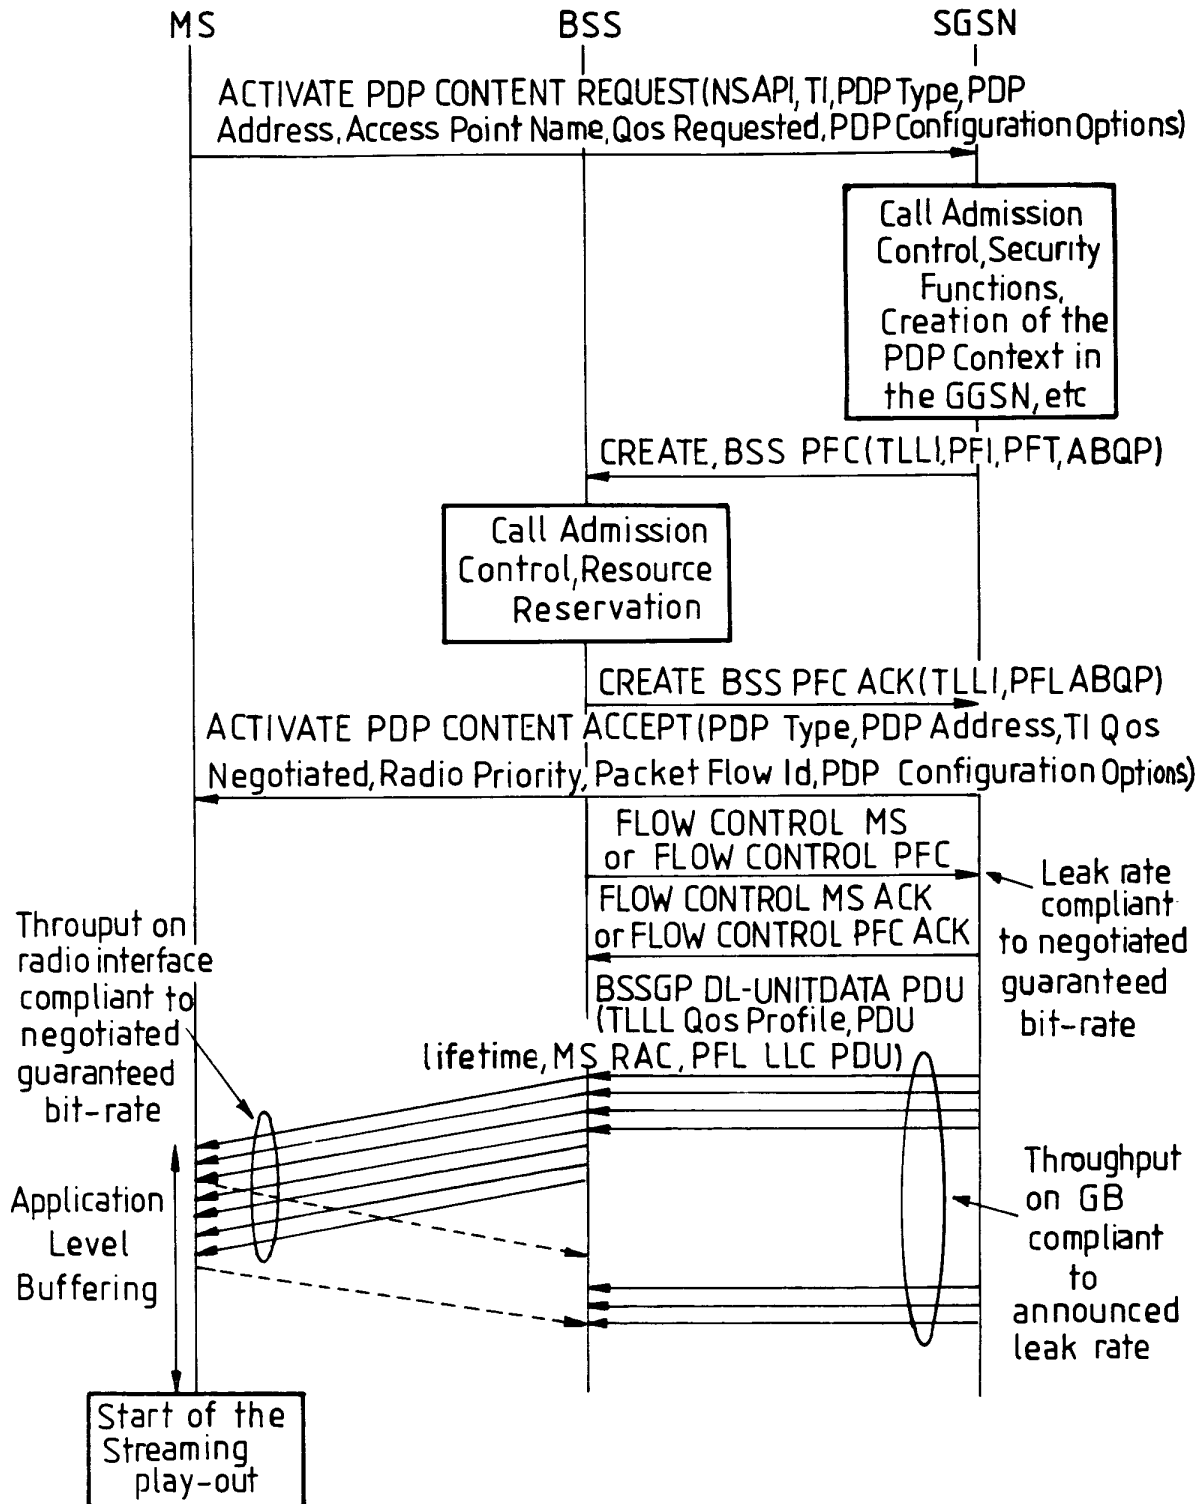 MS BSS SGSN
ACTIVATE PDP CONTENT REQUEST(NSAPI,TI,PDP Type,PDP
Address,Access Point Name,Qos Requested,PDP Configuration Options)
Call Admission
Control,Security
Functions,
Creation of the
PDP Context in
the GGSN,etc
CREATE,BSS PFC(TLLI,PFI,PFT,ABQP)
Call Admission
Control,Resource
Reservation
CREATE BSS PFC ACK(TLLI,PFL ABQP)
ACTIVATE PDP CONTENT ACCEPT(PDP Type,PDP Address,TI Qos
Negotiated,Radio Priority,Packet Flow Id,PDP Configuration Options)
FLOW CONTROL MS
or FLOW CONTROL PFC
Leak rate
compliant
to negotiated
guaranteed
bit-rate
FLOW CONTROL MS ACK
or FLOW CONTROL PFC ACK
Throuput on
radio interface
compliant to
negotiated
guaranteed
bit-rate
BSSGP DL-UNITDATA PDU
(TLLL Qos Profile,PDU
lifetime,MS RAC,PFL LLC PDU)
Application
Level
Buffering
Throughput
on GB
compliant
to
announced
leak rate
Start of the
Streaming
play-out